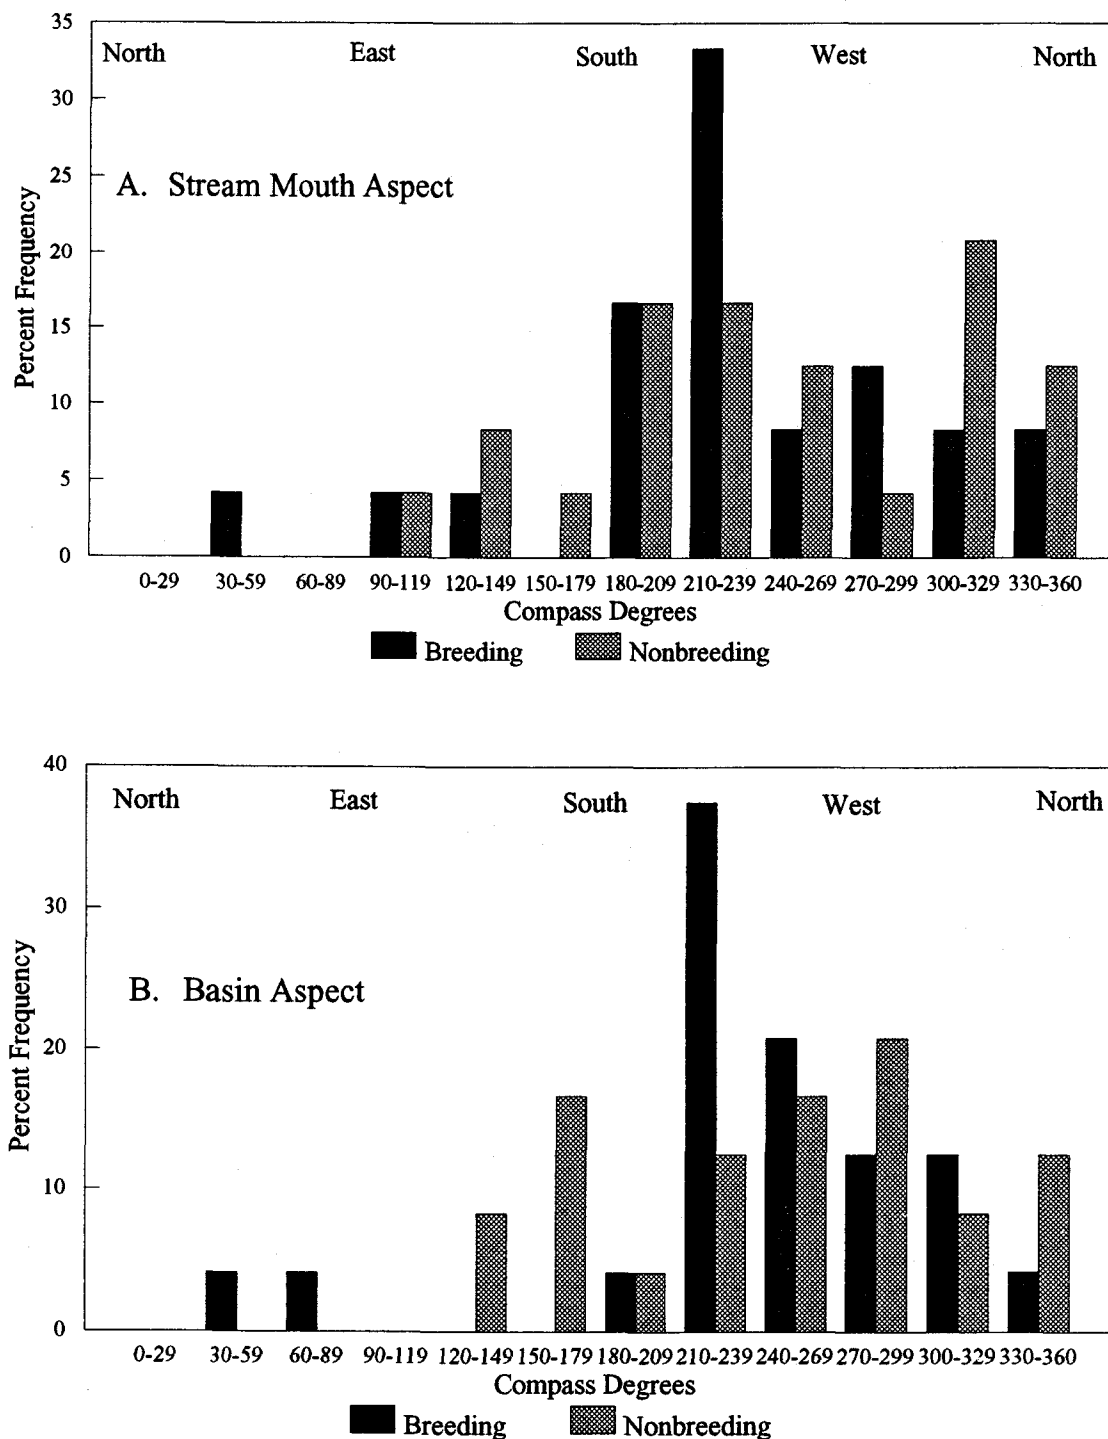 35
North East South West North
30
A. Stream Mouth Aspect
25
20
15
10
5
0
Percent Frequency
0-29 30-59 60-89 90-119 120-149 150-179 180-209 210-239 240-269 270-299 300-329 330-360
Compass Degrees
Breeding Nonbreeding
40
North East South West North
30
B. Basin Aspect
20
10
0
Percent Frequency
0-29 30-59 60-89 90-119 120-149 150-179 180-209 210-239 240-269 270-299 300-329 330-360
Compass Degrees
Breeding Nonbreeding